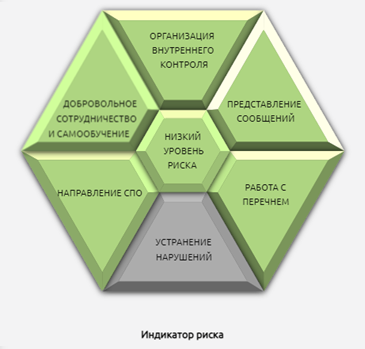 ОРГАНИЗАЦИЯ
ВНУТРЕННЕГО
КОНТРОЛЯ
ДОБРОВОЛЬНОЕ
СОТРУДНИЧЕСТВО
И САМООБУЧЕНИЕ
ПРЕДСТАВЛЕНИЕ
СООБЩЕНИЙ
НИЗКИЙ
УРОВЕНЬ
РИСКА
НАПРАВЛЕНИЕ СПО
РАБОТА С
ПЕРЕЧНЕМ
УСТРАНЕНИЕ
НАРУШЕНИЙ
Индикатор риска